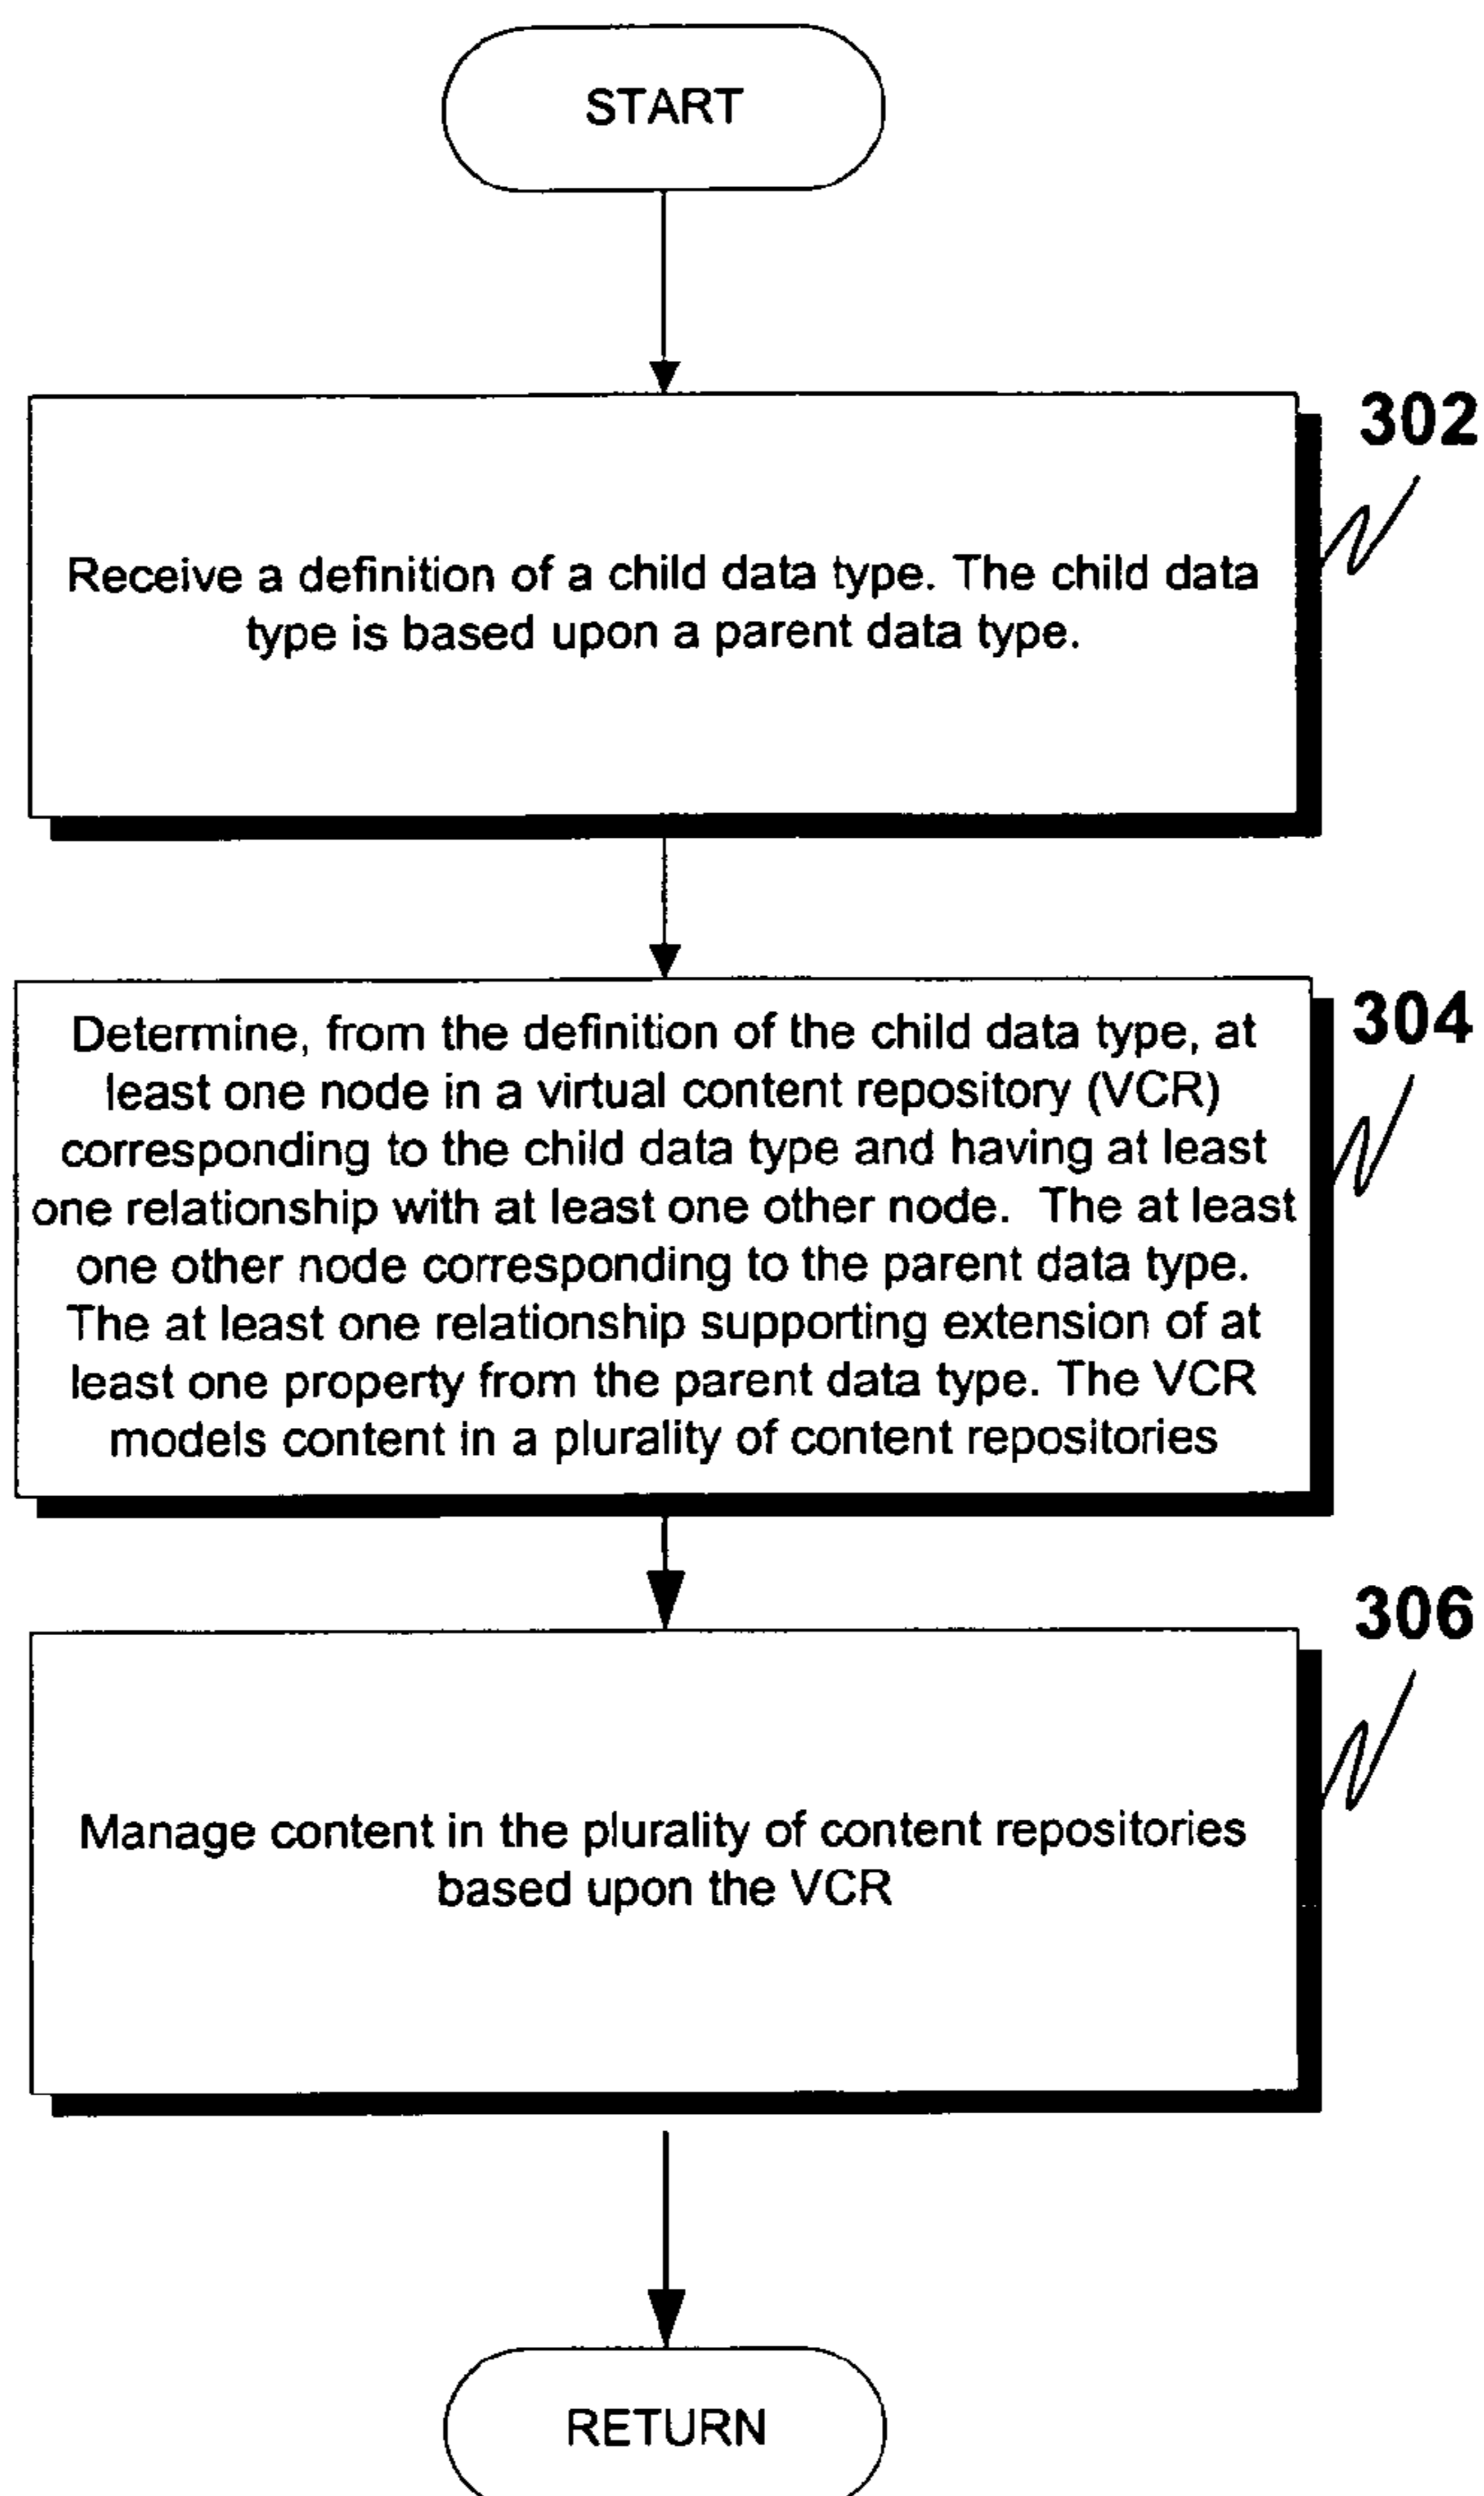 START
302
Receive a definition of a child data type. The child data
type is based upon a parent data type.
304
Determine, from the definition of the child data type, at
least one node in a virtual content repository (VCR)
corresponding to the child data type and having at least
one relationship with at least one other node.  The at least
one other node corresponding to the parent data type.
The at least one relationship supporting extension of at
least one property from the parent data type. The VCR
models content in a plurality of content repositories
306
Manage content in the plurality of content repositories
based upon the VCR
RETURN